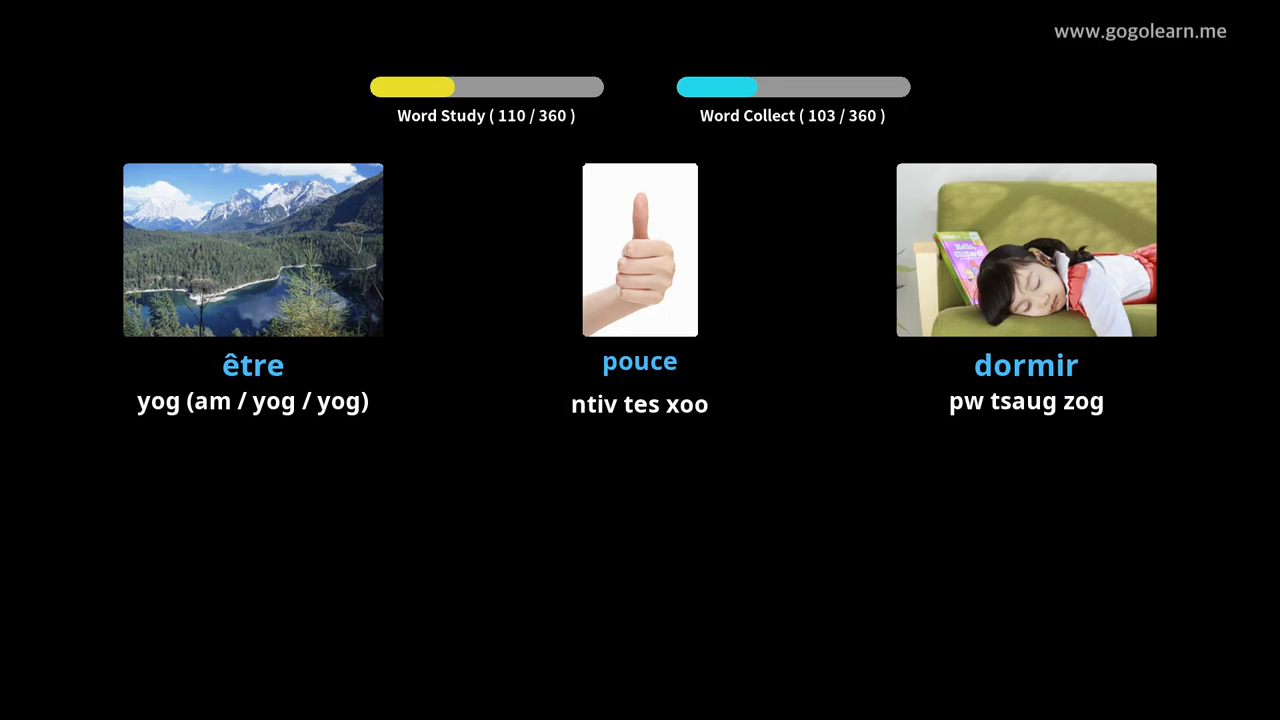 www.gogolearn.me
Word Study ( 110 / 360 )
Word Collect ( 103 / 360 )
être
yog (am / yog / yog)
pouce
ntiv tes xoo
dormir
pw tsaug zog
Hello,